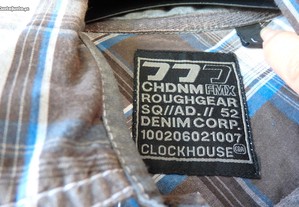 CHDNM FMX
ROUGHGEAR
SQ//AD.// 52
DENIM CORP.
100206021007
CLOCKHOUSE C&A